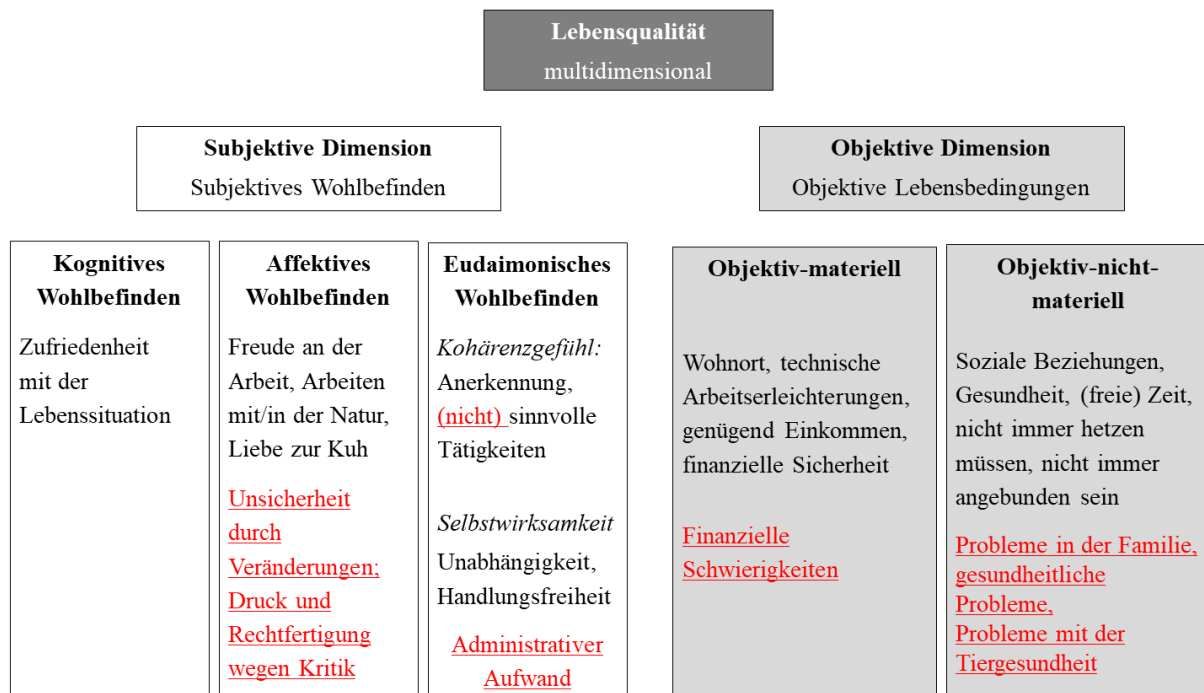 Lebensqualität
multidimensional
Subjektive Dimension
Subjektives Wohlbefinden
Objektive Dimension
Objektive Lebensbedingungen
Kognitives
Wohlbefinden
Zufriedenheit
mit der
Lebenssituation
Affektives
Wohlbefinden
Freude an der
Arbeit, Arbeiten
mit/in der Natur,
Liebe zur Kuh
Unsicherheit
durch
Veränderungen;
Druck und
Rechtfertigung
wegen Kritik
Eudaimonisches
Wohlbefinden
Kohärenzgefühl:
Anerkennung,
(nicht) sinnvolle
Tätigkeiten
Selbstwirksamkeit
Unabhängigkeit,
Handlungsfreiheit
Administrativer
Aufwand
Objektiv-materiell
Wohnort, technische
Arbeitserleichterungen,
genügend Einkommen,
finanzielle Sicherheit
Finanzielle
Schwierigkeiten
Objektiv-nicht-
materiell
Soziale Beziehungen,
Gesundheit, (freie) Zeit,
nicht immer hetzen
müssen, nicht immer
angebunden sein
Probleme in der Familie,
gesundheitliche
Probleme,
Probleme mit der
Tiergesundheit